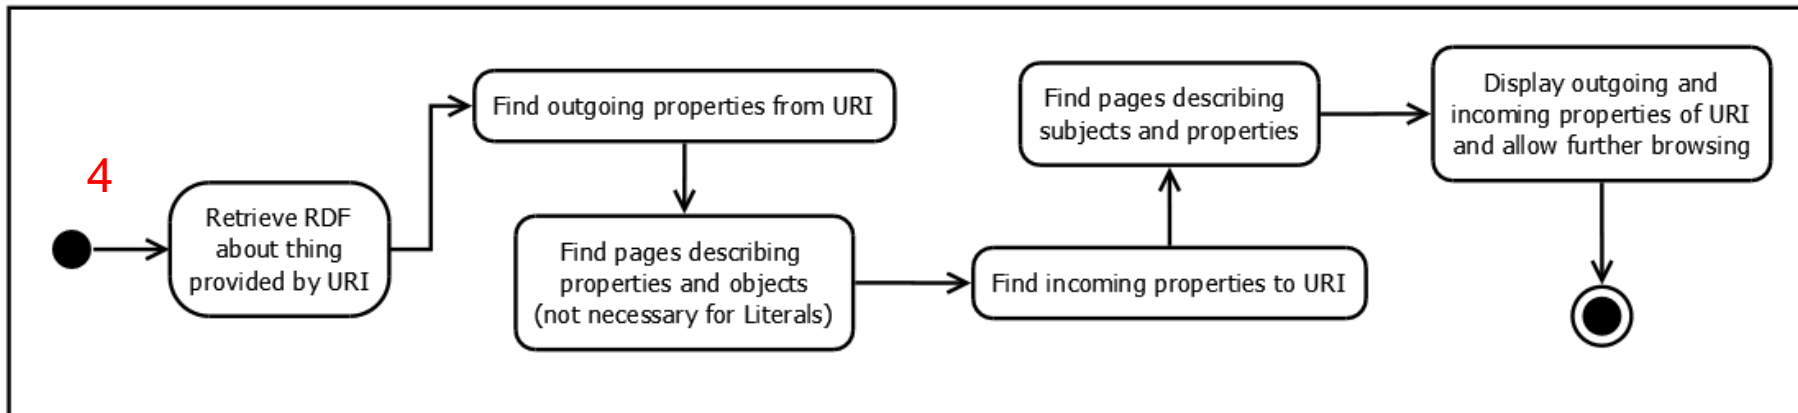 4
Retrieve RDF
about thing
provided by URI
Find outgoing properties from URI
Find pages describing
properties and objects
(not necessary for Literals)
Find incoming properties to URI
Find pages describing
subjects and properties
Display outgoing and
incoming properties of URI
and allow further browsing